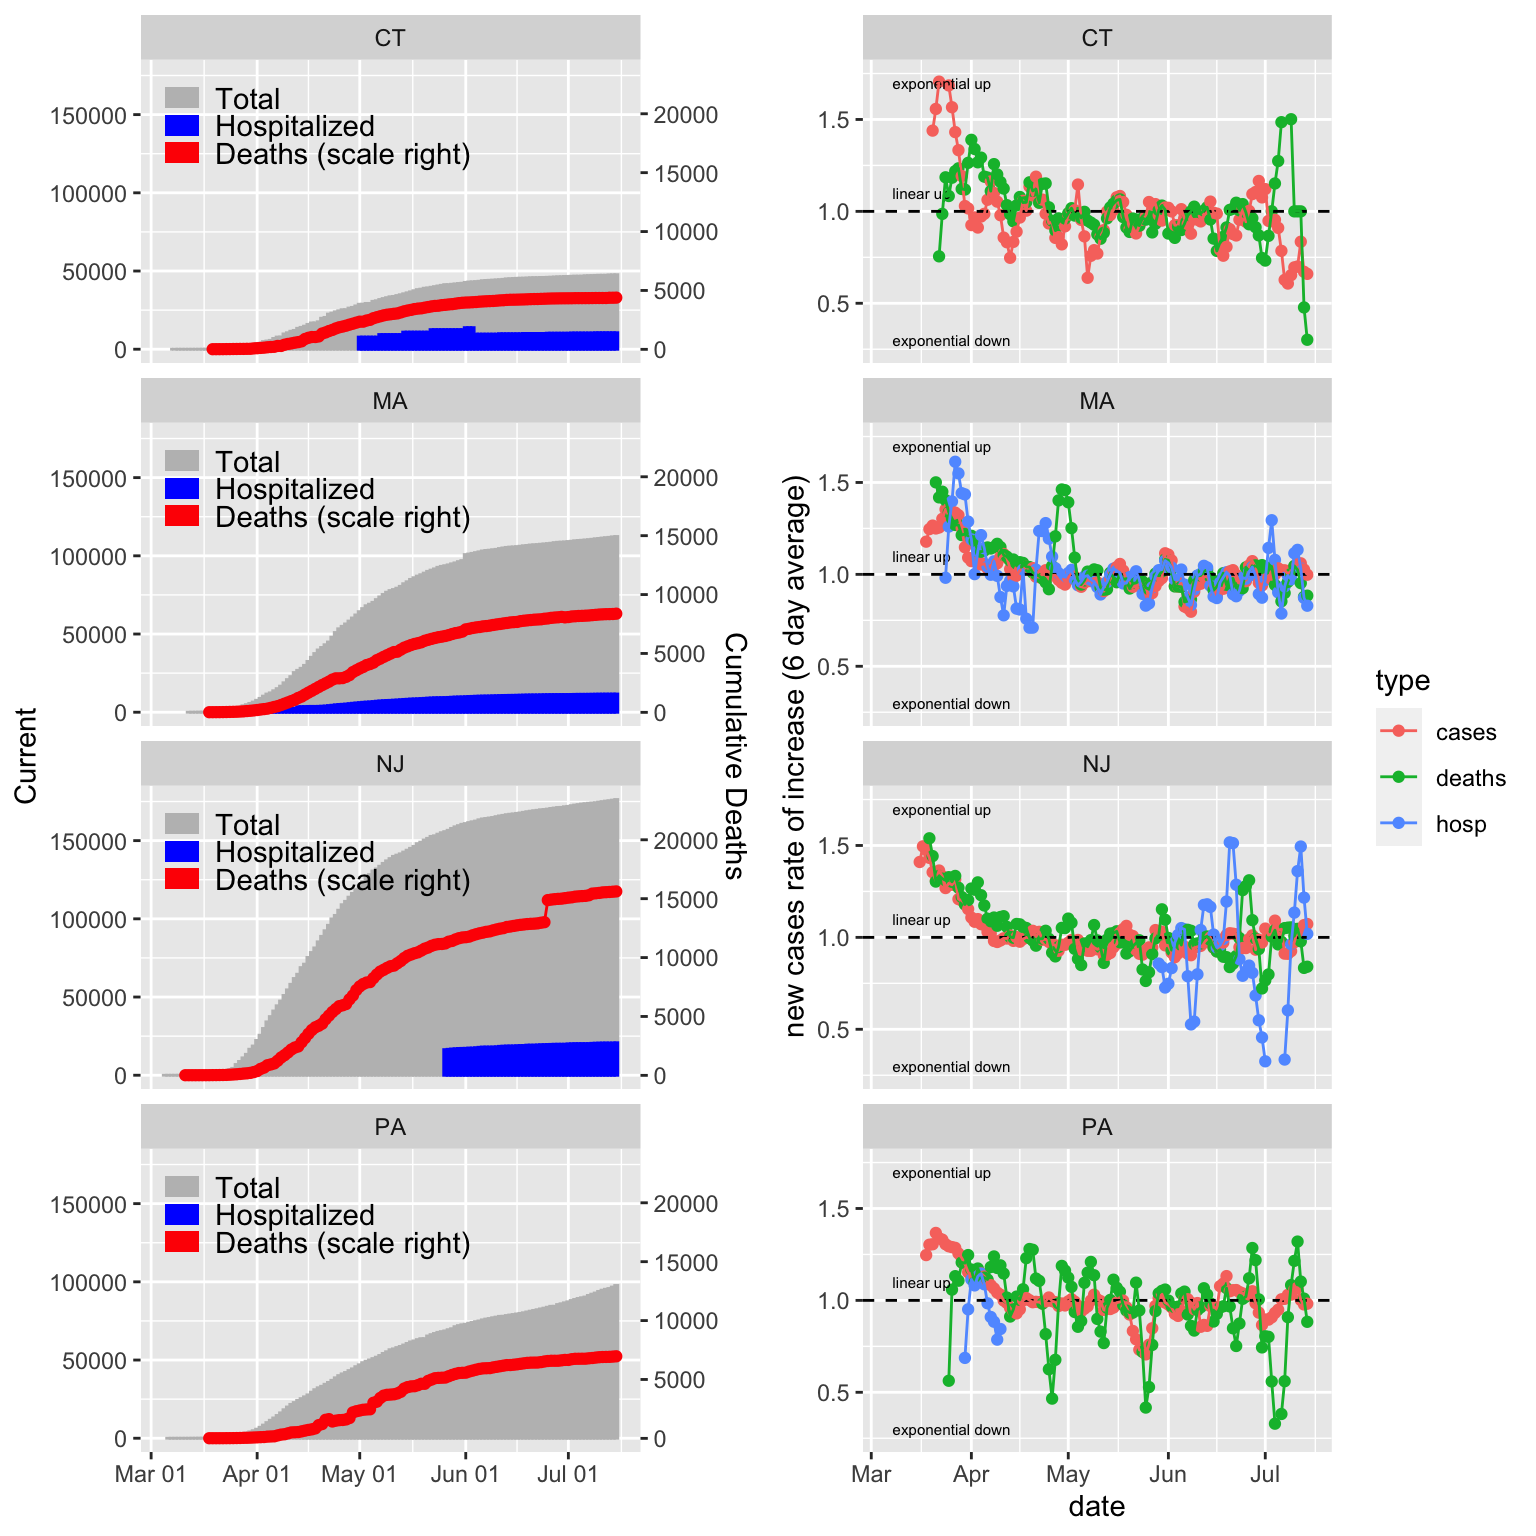 CT
Total
Hospitalized
Deaths (scale right)
150000
100000
50000
0
20000
15000
10000
5000
0
MA
Total
Hospitalized
Deaths (scale right)
150000
100000
50000
0
20000
15000
10000
5000
0
NJ
Total
Hospitalized
Deaths (scale right)
150000
100000
50000
0
20000
15000
10000
5000
0
PA
Total
Hospitalized
Deaths (scale right)
150000
100000
50000
0
20000
15000
10000
5000
0
Mar 01
Apr 01
May 01
Jun 01
Jul 01
Current
Cumulative Deaths
CT
exponential up
linear up
exponential down
1.5
1.0
0.5
MA
exponential up
linear up
exponential down
1.5
1.0
0.5
NJ
exponential up
linear up
exponential down
1.5
1.0
0.5
PA
exponential up
linear up
exponential down
1.5
1.0
0.5
Mar
Apr
May
Jun
Jul
date
new cases rate of increase (6 day average)
type
cases
deaths
hosp